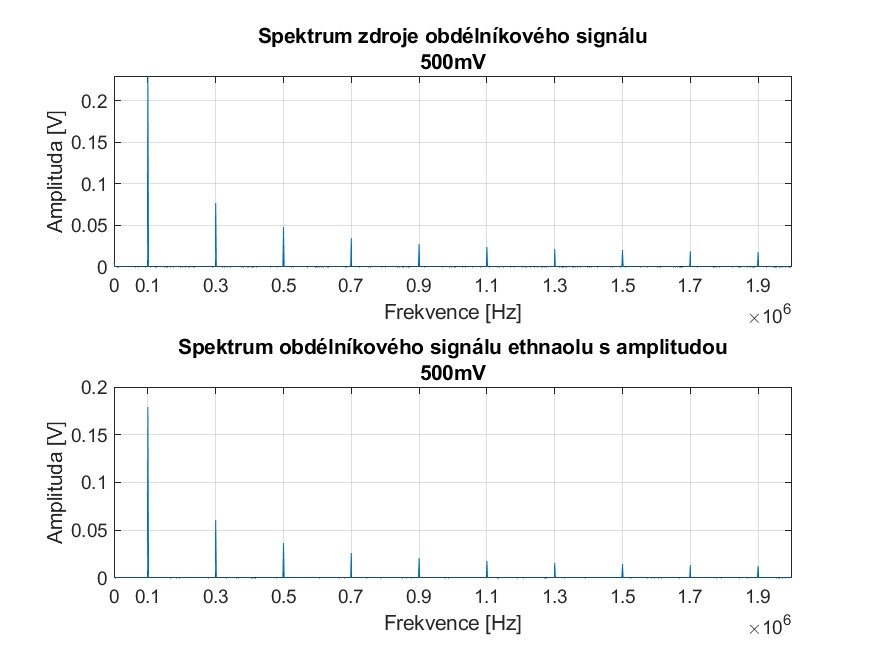 Spektrum zdroje obdélníkového signálu
500mV
Amplituda [V]
0.2
0.15
0.1
0.05
0
0 0.1 0.3 0.5 0.7 0.9 1.1 1.3 1.5 1.7 1.9
Frekvence [Hz]
×10⁶
Spektrum obdélníkového signálu ethnaolu s amplitudou
500mV
Amplituda [V]
0.2
0.15
0.1
0.05
0
0 0.1 0.3 0.5 0.7 0.9 1.1 1.3 1.5 1.7 1.9
Frekvence [Hz]
×10⁶